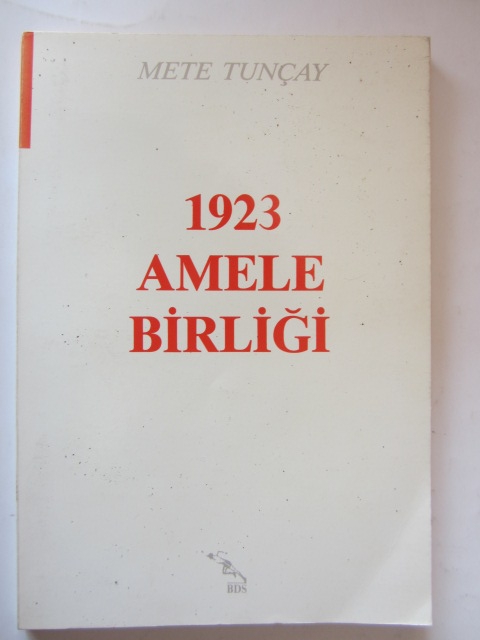 METE TUNÇAY
1923
AMELE
BİRLİĞİ
BDS